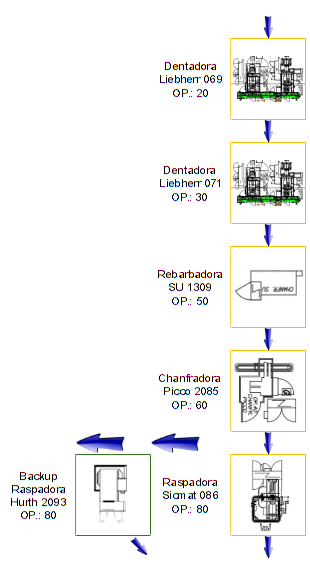 Dentadora
Liebherr 069
OP.: 20
Dentadora
Liebherr 071
OP.: 30
Rebarbadora
SU 1309
OP.: 50
Chanfradora
Picco 2085
OP.: 60
Backup
Raspadora
Hurth 2093
OP.: 80
Raspadora
Sicmat 086
OP.: 80